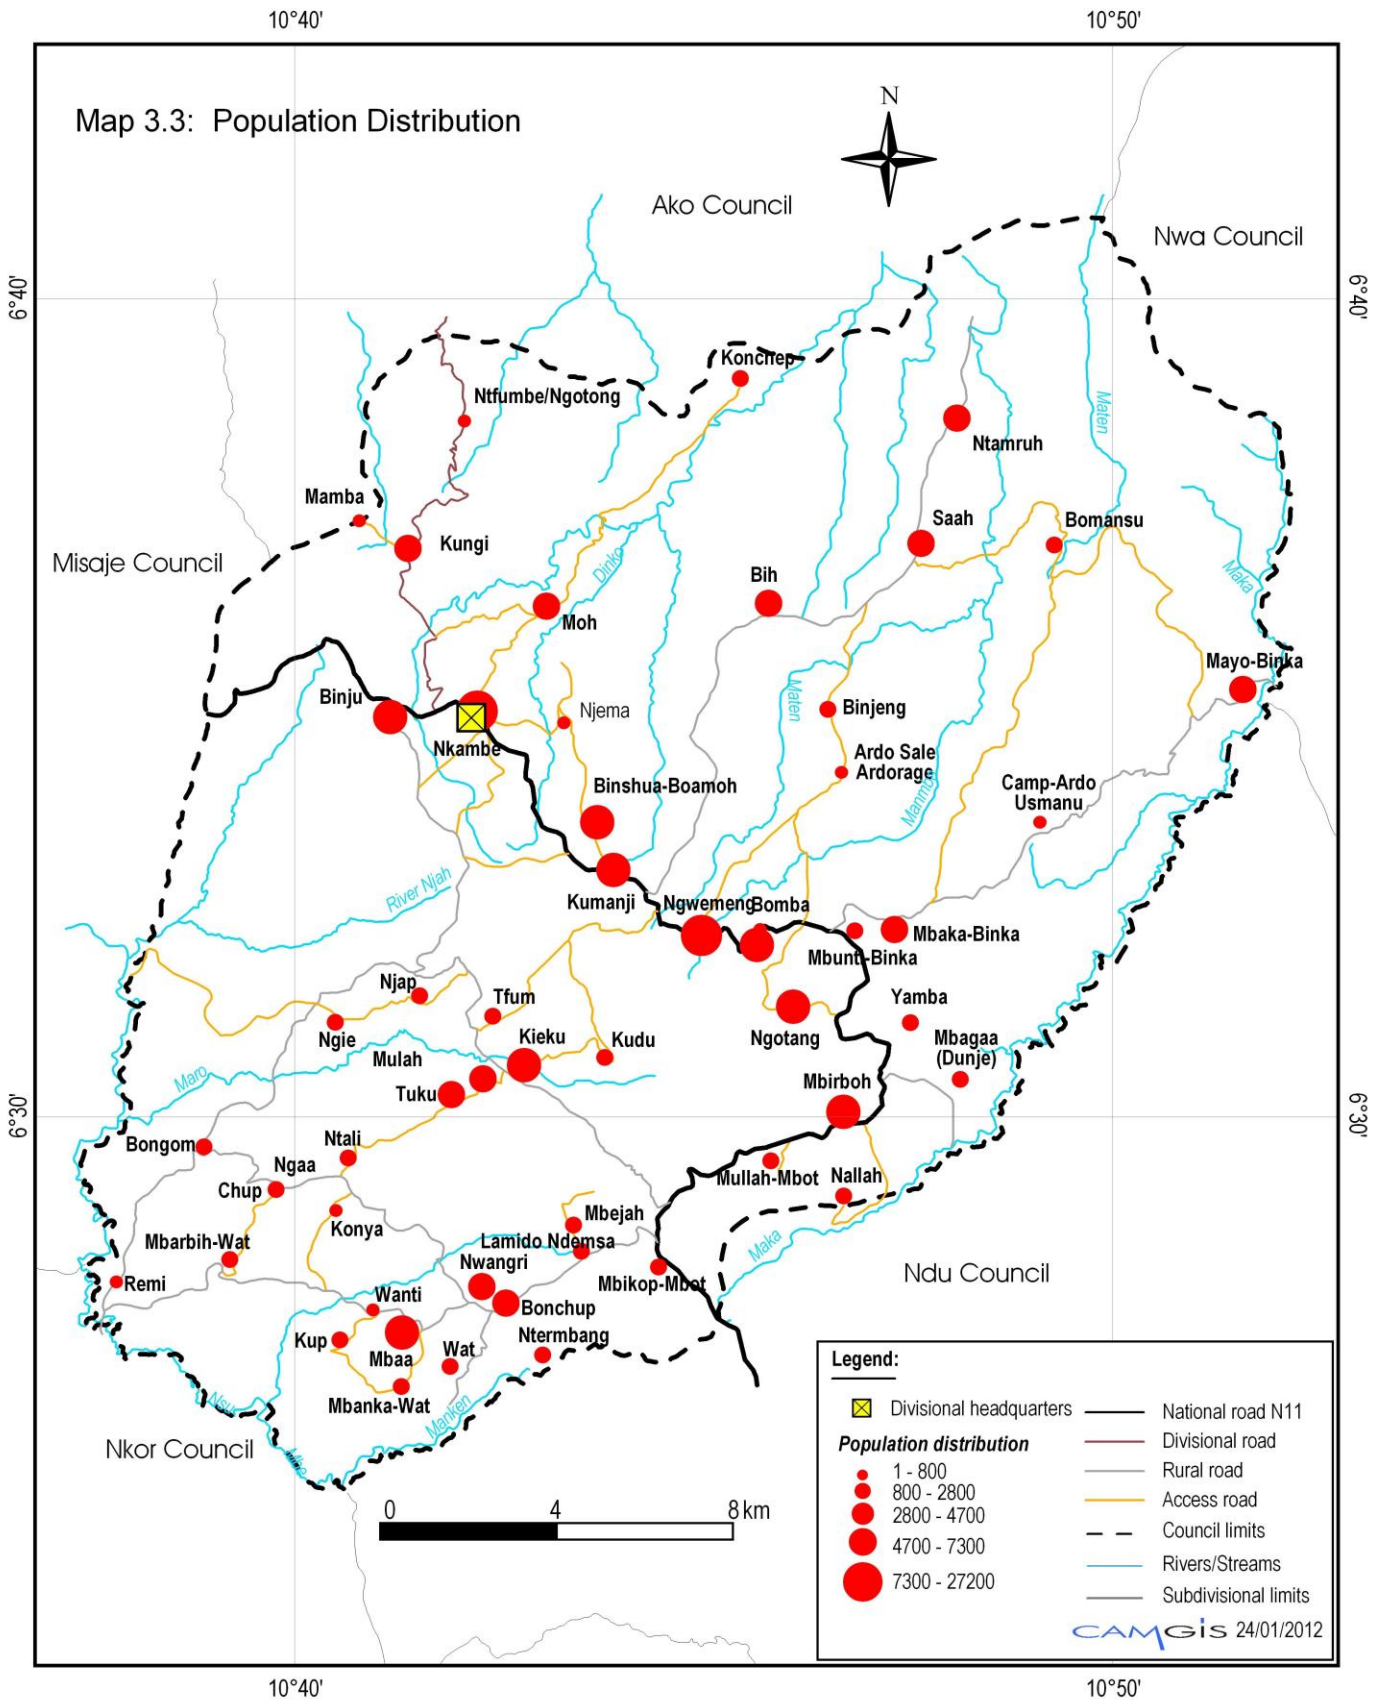 10°40'
10°50'
Map 3.3: Population Distribution
N
Ako Council
Nwa Council
6°40'
6°40'
Konchep
Ntfumbe/Ngotong
Maten
Ntamruh
Mamba
Saah
Bomansu
Kungi
Misaje Council
Dinko
Bih
Maka
Moh
Mayo-Binka
Binju
Maten
Njema
Binjeng
Nkambe
Ardo Sale
Ardorage
Binshua-Boamoh
Camp-Ardo
Usmanu
River Njah
Kumanji
Ngwemeng
Bomba
Mbaka-Binka
Mbunti-Binka
Njap
Tfum
Yamba
Ngie
Kieku
Kudu
Ngotang
Mbagaa
(Dunje)
Mulah
Maro
Tuku
Mbirboh
6°30'
6°30'
Bongom
Ntali
Ngaa
Mullah-Mbot
Nallah
Chup
Konya
Mbejah
Mbarbih-Wat
Lamido Ndemsa
Maka
Nwangri
Remi
Mbikop-Mbot
Ndu Council
Wanti
Bonchup
Kup
Ntermbang
Mbaa
Wat
Mbanka-Wat
Manken
Nkor Council
Legend:
Divisional headquarters
National road N11
Population distribution
Divisional road
1 - 800
Rural road
800 - 2800
Access road
2800 - 4700
Council limits
4700 - 7300
Rivers/Streams
7300 - 27200
Subdivisional limits
CAMGIS 24/01/2012
0 4 8 km
10°40'
10°50'